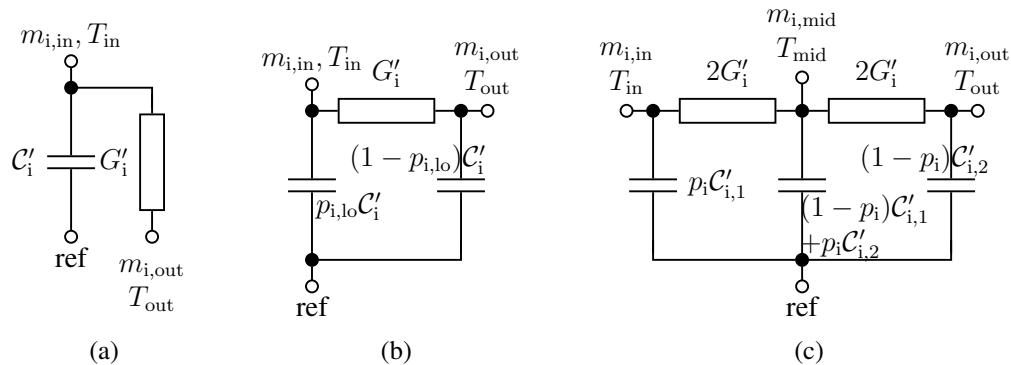 m_{i,in}, T_{in}
C'_i
G'_i
ref
m_{i,out}
T_{out}
(a)
m_{i,in}, T_{in}
G'_i
m_{i,out}
T_{out}
(1 − p_{i,lo})C'_i
p_{i,lo}C'_i
ref
(b)
m_{i,in}
T_{in}
2G'_i
m_{i,mid}
T_{mid}
2G'_i
m_{i,out}
T_{out}
p_iC'_{i,1}
(1 − p_i)C'_{i,2}
(1 − p_i)C'_{i,1}
+p_iC'_{i,2}
ref
(c)